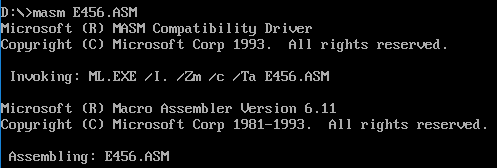 D:\>masm E456.ASM
Microsoft (R) MASM Compatibility Driver
Copyright (C) Microsoft Corp 1993.  All rights reserved.
Invoking: ML.EXE /I. /Zm /c /Ta E456.ASM
Microsoft (R) Macro Assembler Version 6.11
Copyright (C) Microsoft Corp 1981-1993.  All rights reserved.
Assembling: E456.ASM